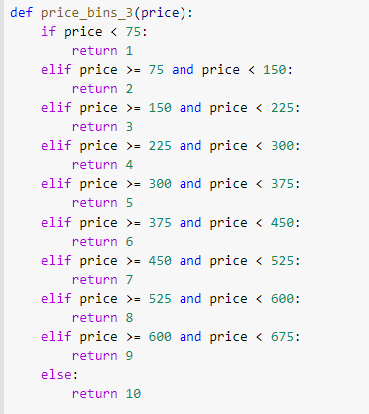 def price_bins_3(price):
    if price < 75:
        return 1
    elif price >= 75 and price < 150:
        return 2
    elif price >= 150 and price < 225:
        return 3
    elif price >= 225 and price < 300:
        return 4
    elif price >= 300 and price < 375:
        return 5
    elif price >= 375 and price < 450:
        return 6
    elif price >= 450 and price < 525:
        return 7
    elif price >= 525 and price < 600:
        return 8
    elif price >= 600 and price < 675:
        return 9
    else:
        return 10